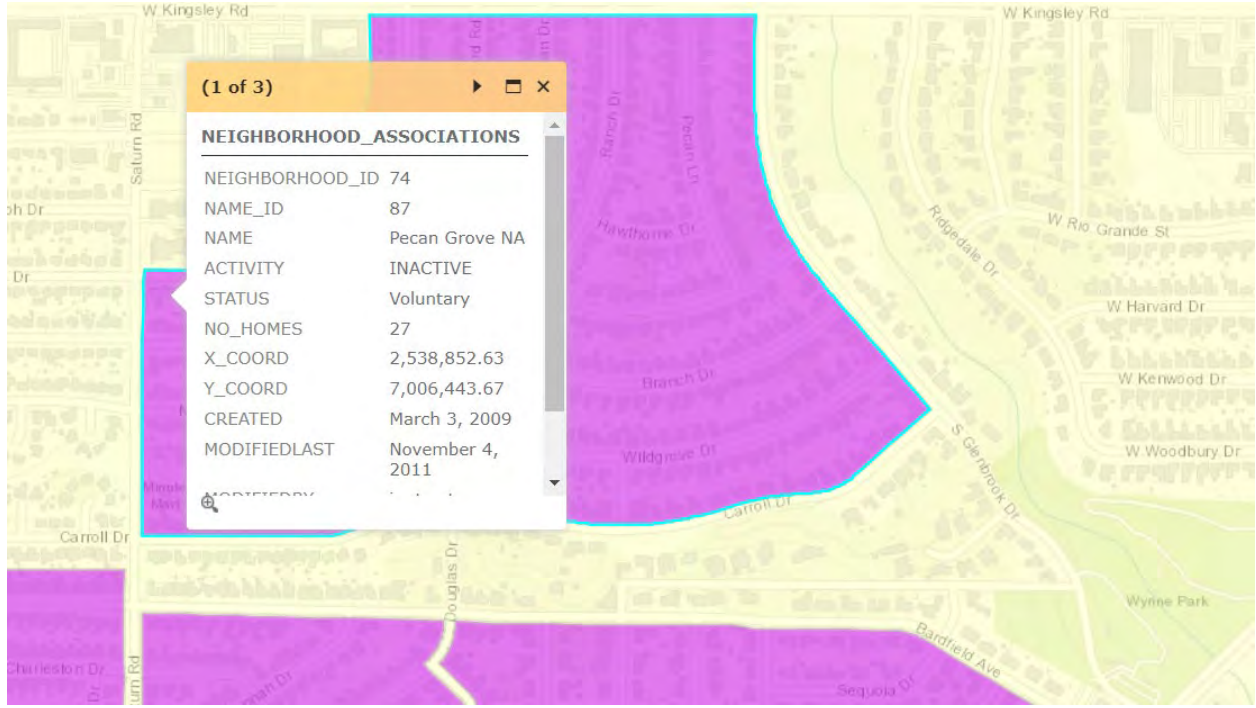 W Kingsley Rd
W Kingsley Rd
(1 of 3)
NEIGHBORHOOD_ASSOCIATIONS
NEIGHBORHOOD_ID 74
NAME_ID 87
NAME Pecan Grove NA
ACTIVITY INACTIVE
STATUS Voluntary
NO_HOMES 27
X_COORD 2,538,852.63
Y_COORD 7,006,443.67
CREATED March 3, 2009
MODIFIEDLAST November 4,
2011
Saturn Rd
Ranch Dr
Pecan Ln
Hawthorne Dr
Ridgedale Dr
W Rio Grande St
Dr
W Harvard Dr
Branch Dr
W Kenwood Dr
Wildgrove Dr
S Glenbrook Dr
W Woodbury Dr
Carroll Dr
Carroll Dr
Douglas Dr
Wynne Park
Bardfield Ave
Charleston Dr
Sequoia Dr